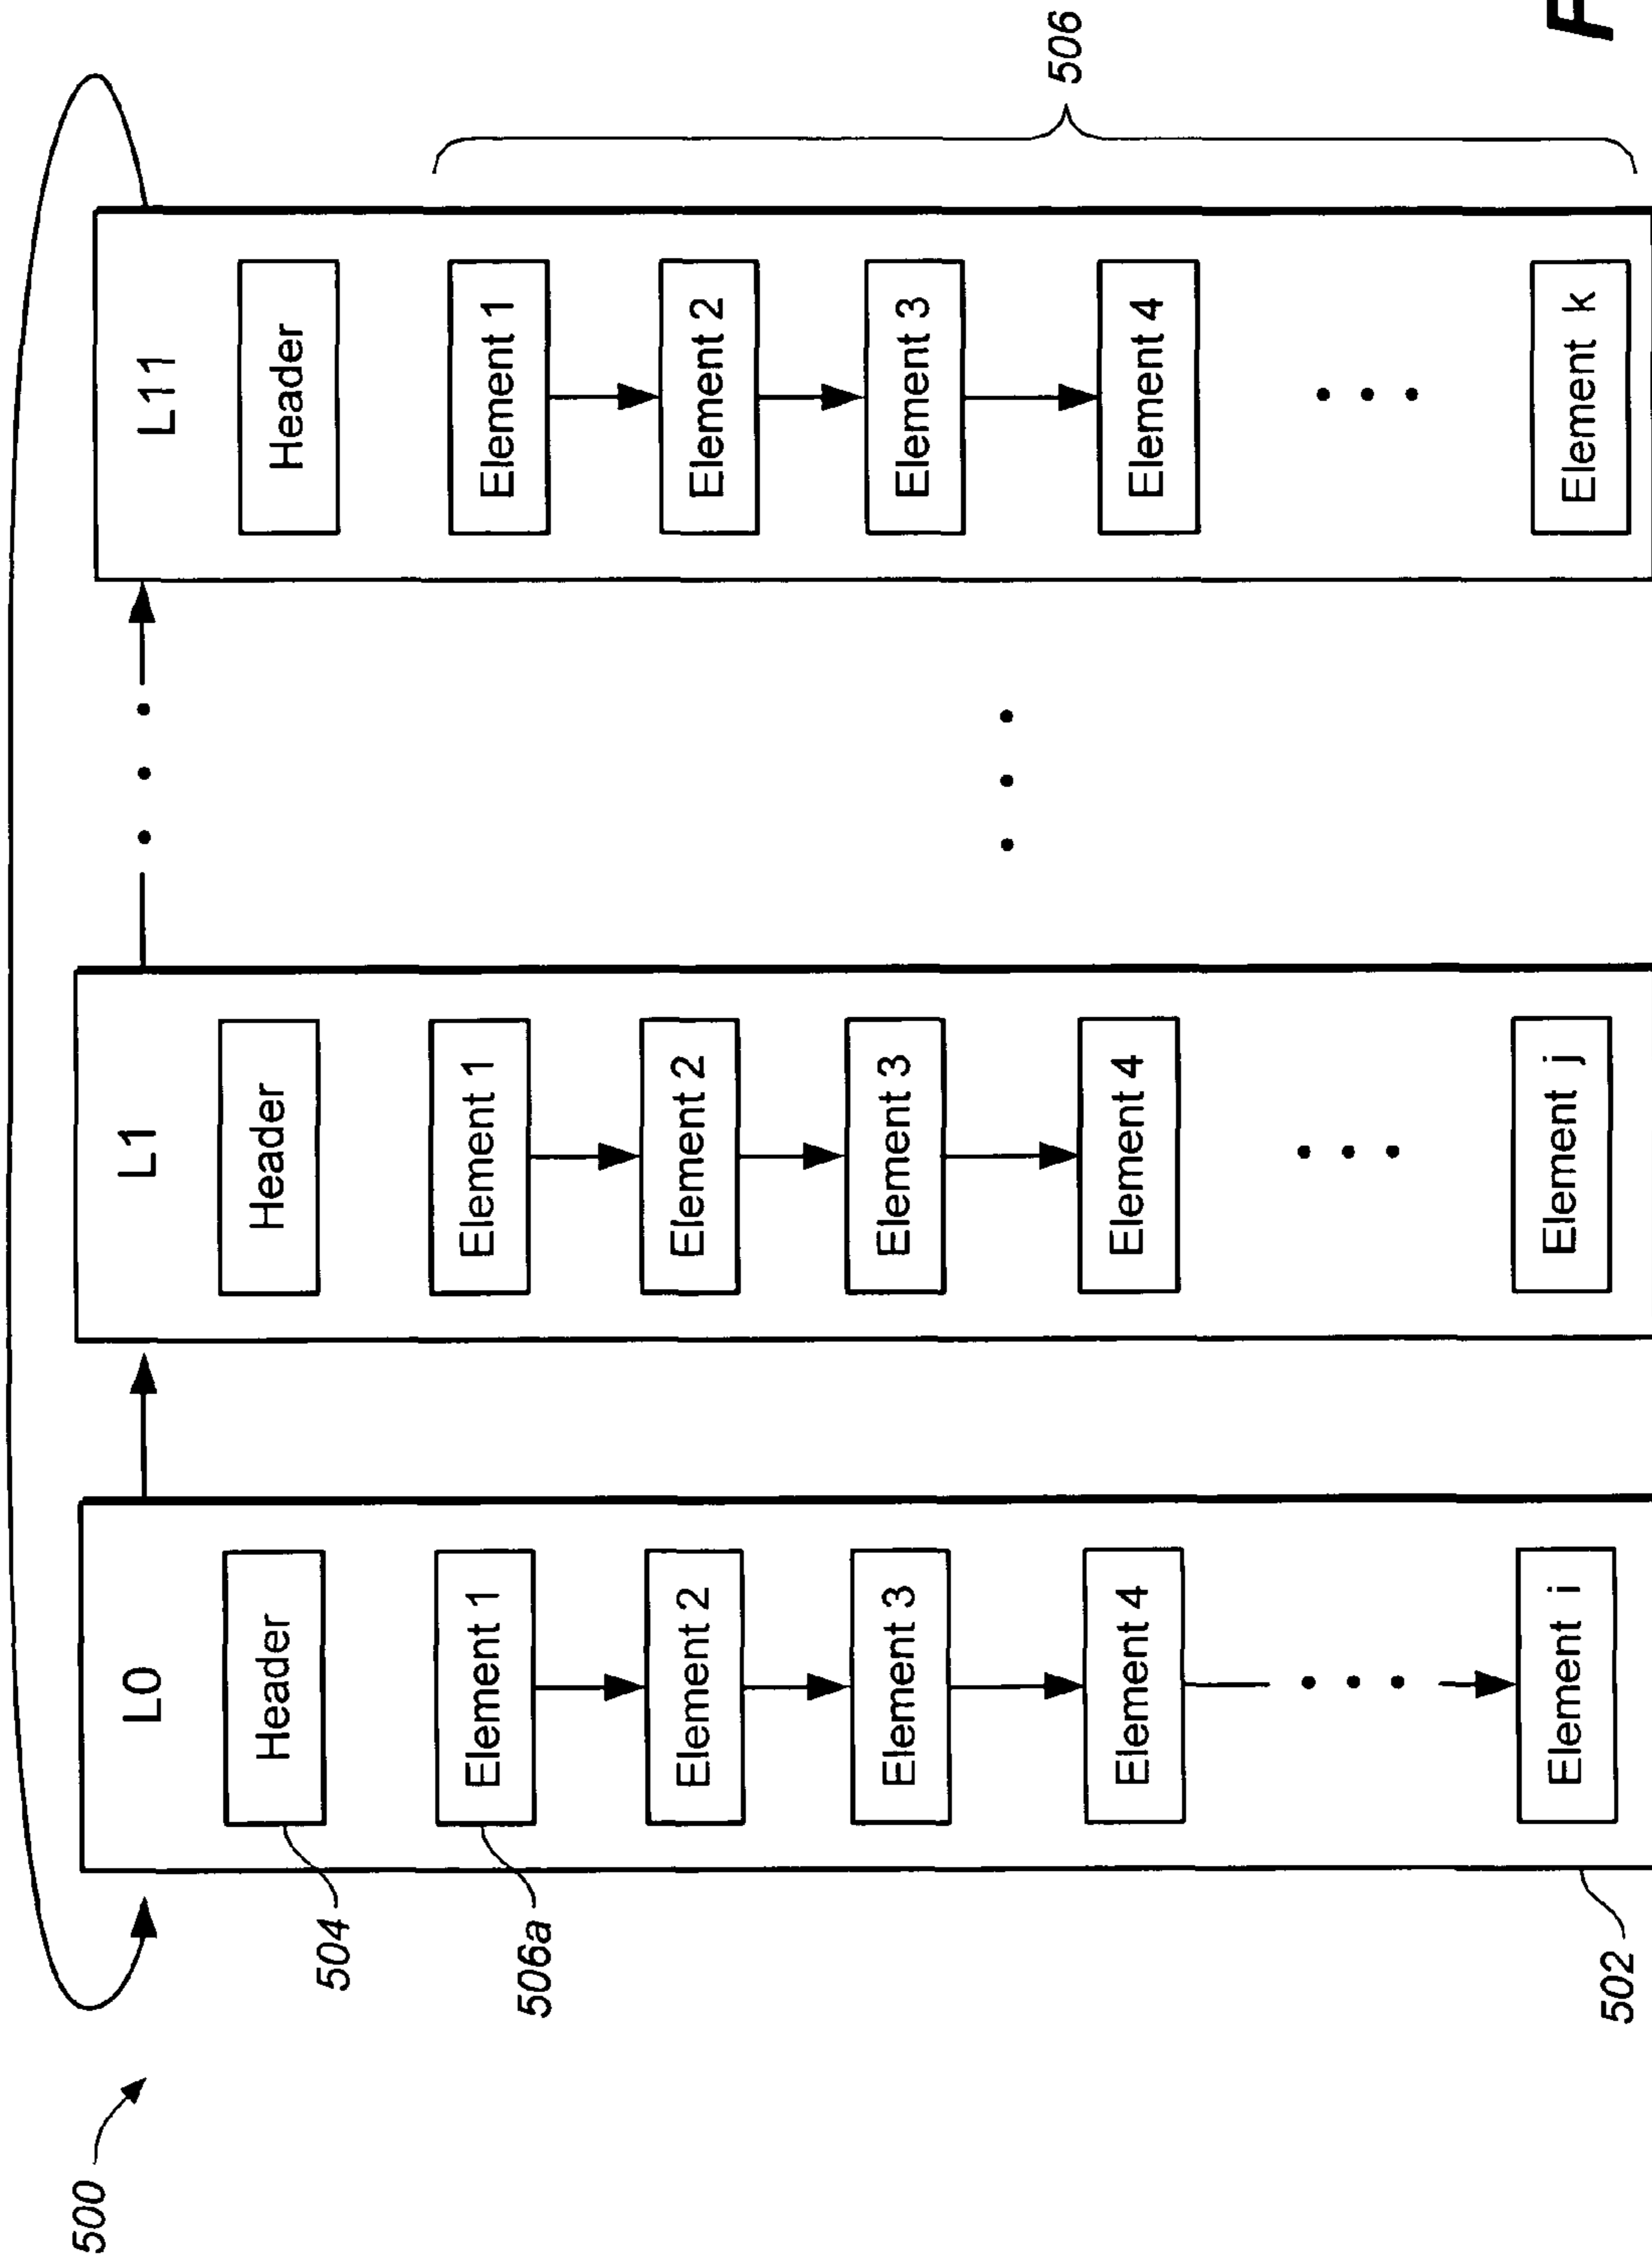 500
L0
L1
L11
Header
Header
Header
504
Element 1
Element 1
Element 1
506a
Element 2
Element 2
Element 2
Element 3
Element 3
Element 3
506
Element 4
Element 4
Element 4
Element i
Element j
Element k
502